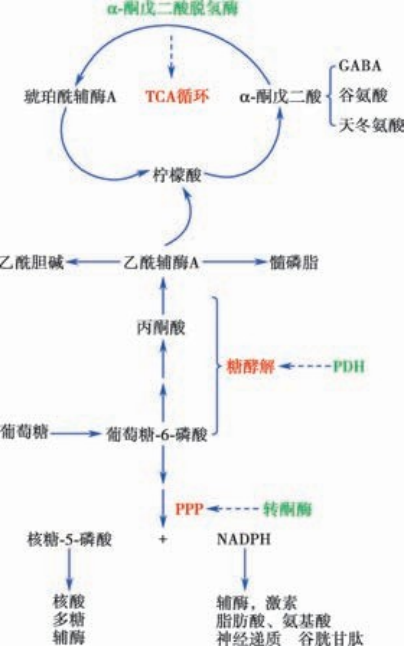 α-酮戊二酸脱氢酶
琥珀酰辅酶A
TCA循环
α-酮戊二酸
GABA
谷氨酸
天冬氨酸
柠檬酸
乙酰胆碱
乙酰辅酶A
髓磷脂
丙酮酸
糖酵解
PDH
葡萄糖
葡萄糖-6-磷酸
PPP
转酮酶
核糖-5-磷酸
+
NADPH
核酸
多糖
辅酶
辅酶，激素
脂肪酸、氨基酸
神经递质 谷胱甘肽